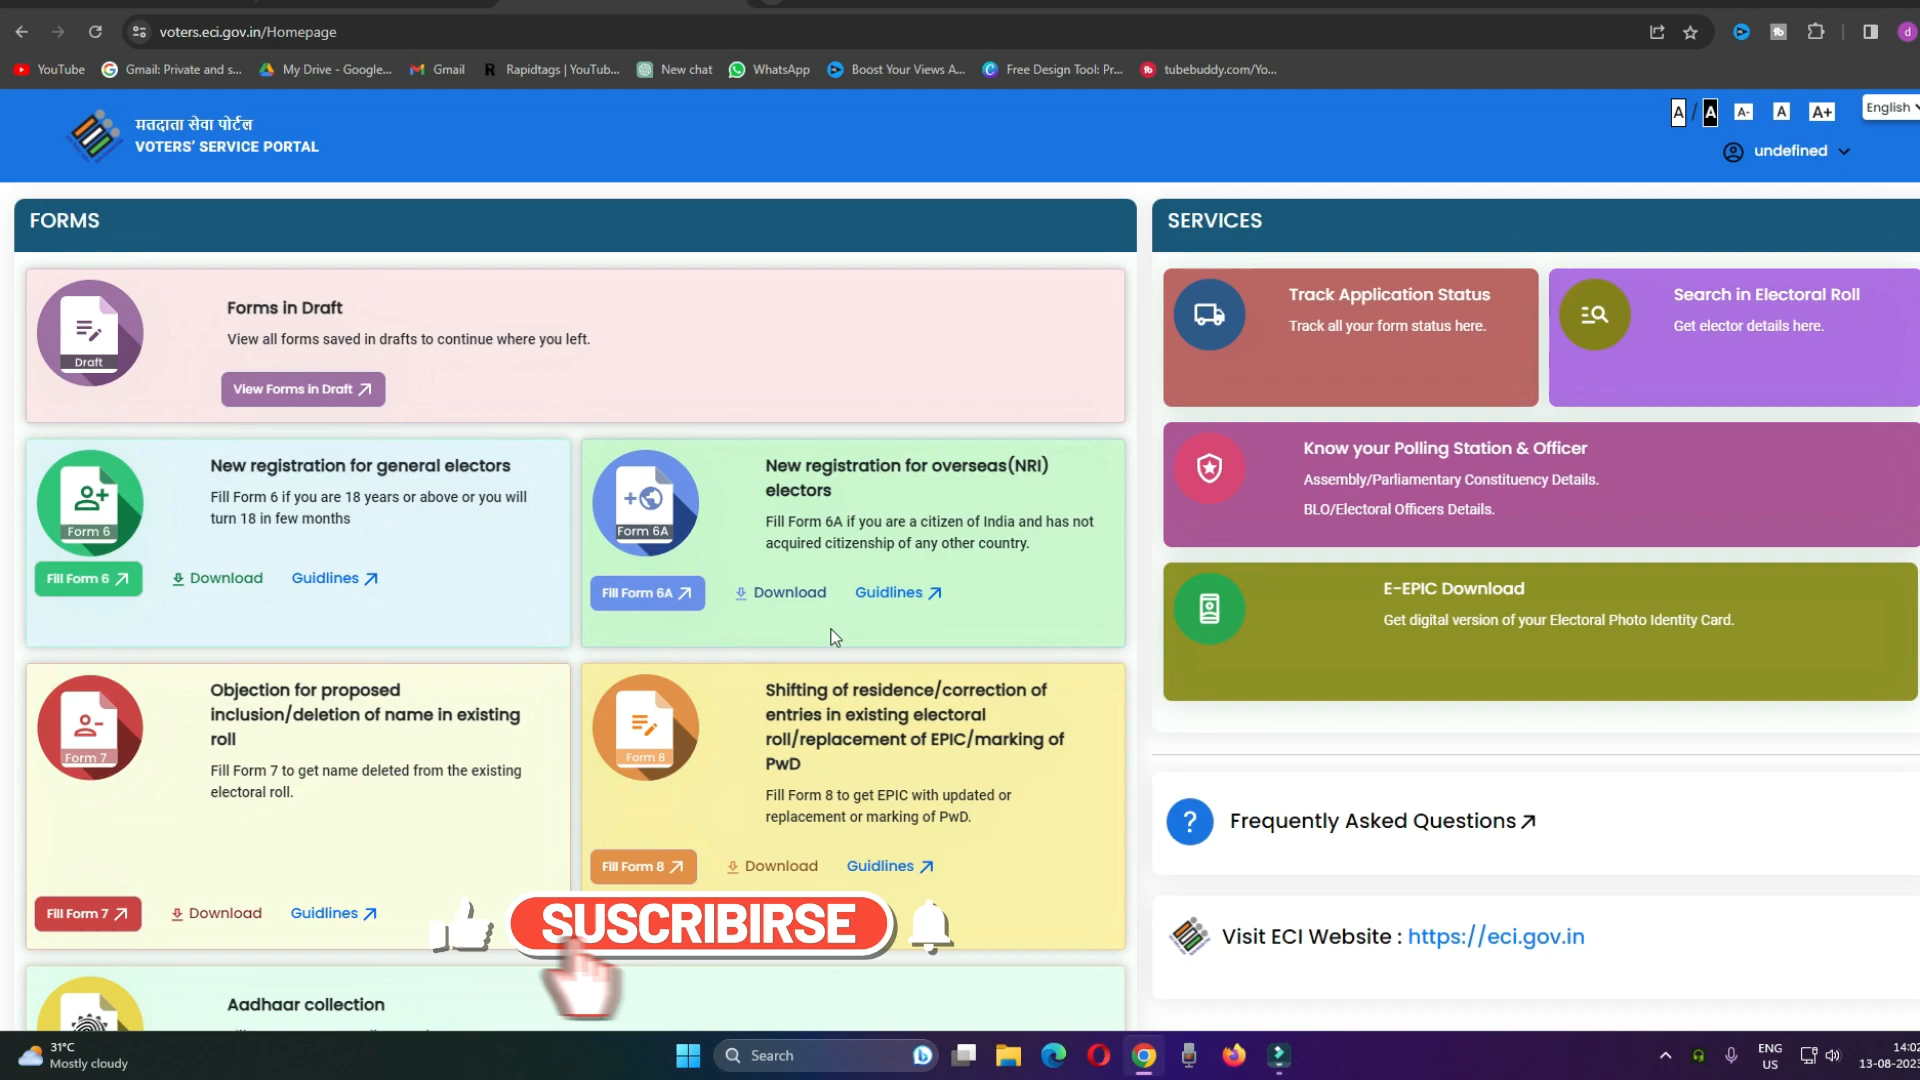 voters.eci.gov.in/Homepage
YouTube
Gmail: Private and s...
My Drive - Google...
Gmail
Rapidtags | YouTub...
New chat
WhatsApp
Boost Your Views A...
Free Design Tool: Pr...
tubebuddy.com/Yo...
मतदाता सेवा पोर्टल
VOTERS' SERVICE PORTAL
A / A A- A A+
English
undefined
FORMS
Draft
Forms in Draft
View all forms saved in drafts to continue where you left.
View Forms in Draft
Form 6
New registration for general electors
Fill Form 6 if you are 18 years or above or you will
turn 18 in few months
Fill Form 6
Download
Guidlines
Form 6A
New registration for overseas(NRI)
electors
Fill Form 6A if you are a citizen of India and has not
acquired citizenship of any other country.
Fill Form 6A
Download
Guidlines
Form 7
Objection for proposed
inclusion/deletion of name in existing
roll
Fill Form 7 to get name deleted from the existing
electoral roll.
Fill Form 7
Download
Guidlines
Form 8
Shifting of residence/correction of
entries in existing electoral
roll/replacement of EPIC/marking of
PwD
Fill Form 8 to get EPIC with updated or
replacement or marking of PwD.
Fill Form 8
Download
Guidlines
SUSCRIBIRSE
Aadhaar collection
SERVICES
Track Application Status
Track all your form status here.
Search in Electoral Roll
Get elector details here.
Know your Polling Station & Officer
Assembly/Parliamentary Constituency Details.
BLO/Electoral Officers Details.
E-EPIC Download
Get digital version of your Electoral Photo Identity Card.
?
Frequently Asked Questions
Visit ECI Website : https://eci.gov.in
31°C
Mostly cloudy
Search
ENG
US
14:02
13-08-202